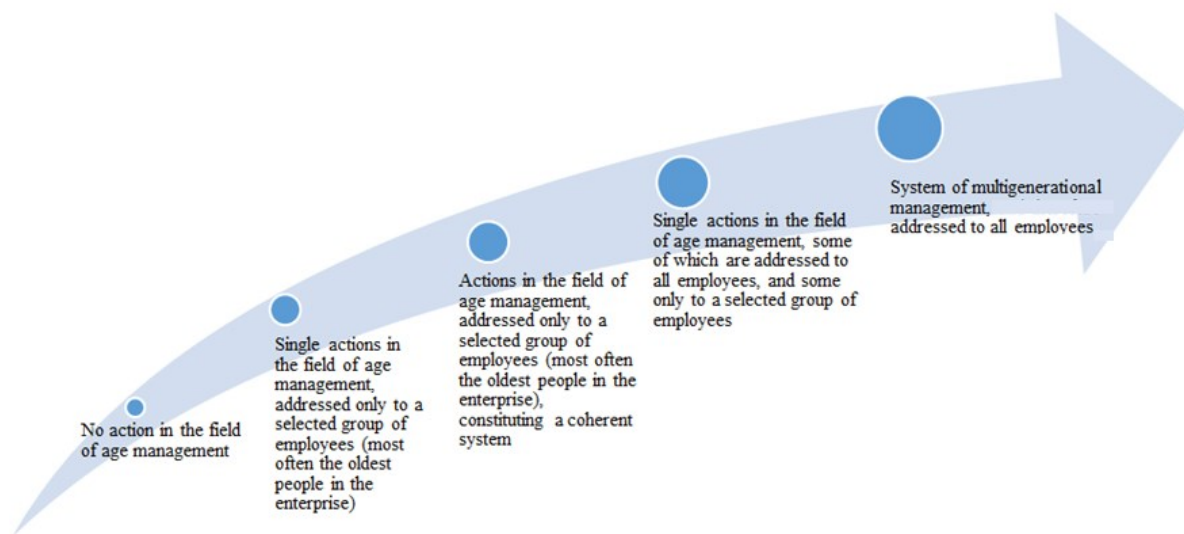 No action in the field
of age management
Single actions in
the field of age
management,
addressed only to a
selected group of
employees (most
often the oldest
people in the
enterprise)
Actions in the field of
age management,
addressed only to a
selected group of
employees (most often
the oldest people in the
enterprise),
constituting a coherent
system
Single actions in the field
of age management, some
of which are addressed to
all employees, and some
only to a selected group of
employees
System of multigenerational
management,
addressed to all employees